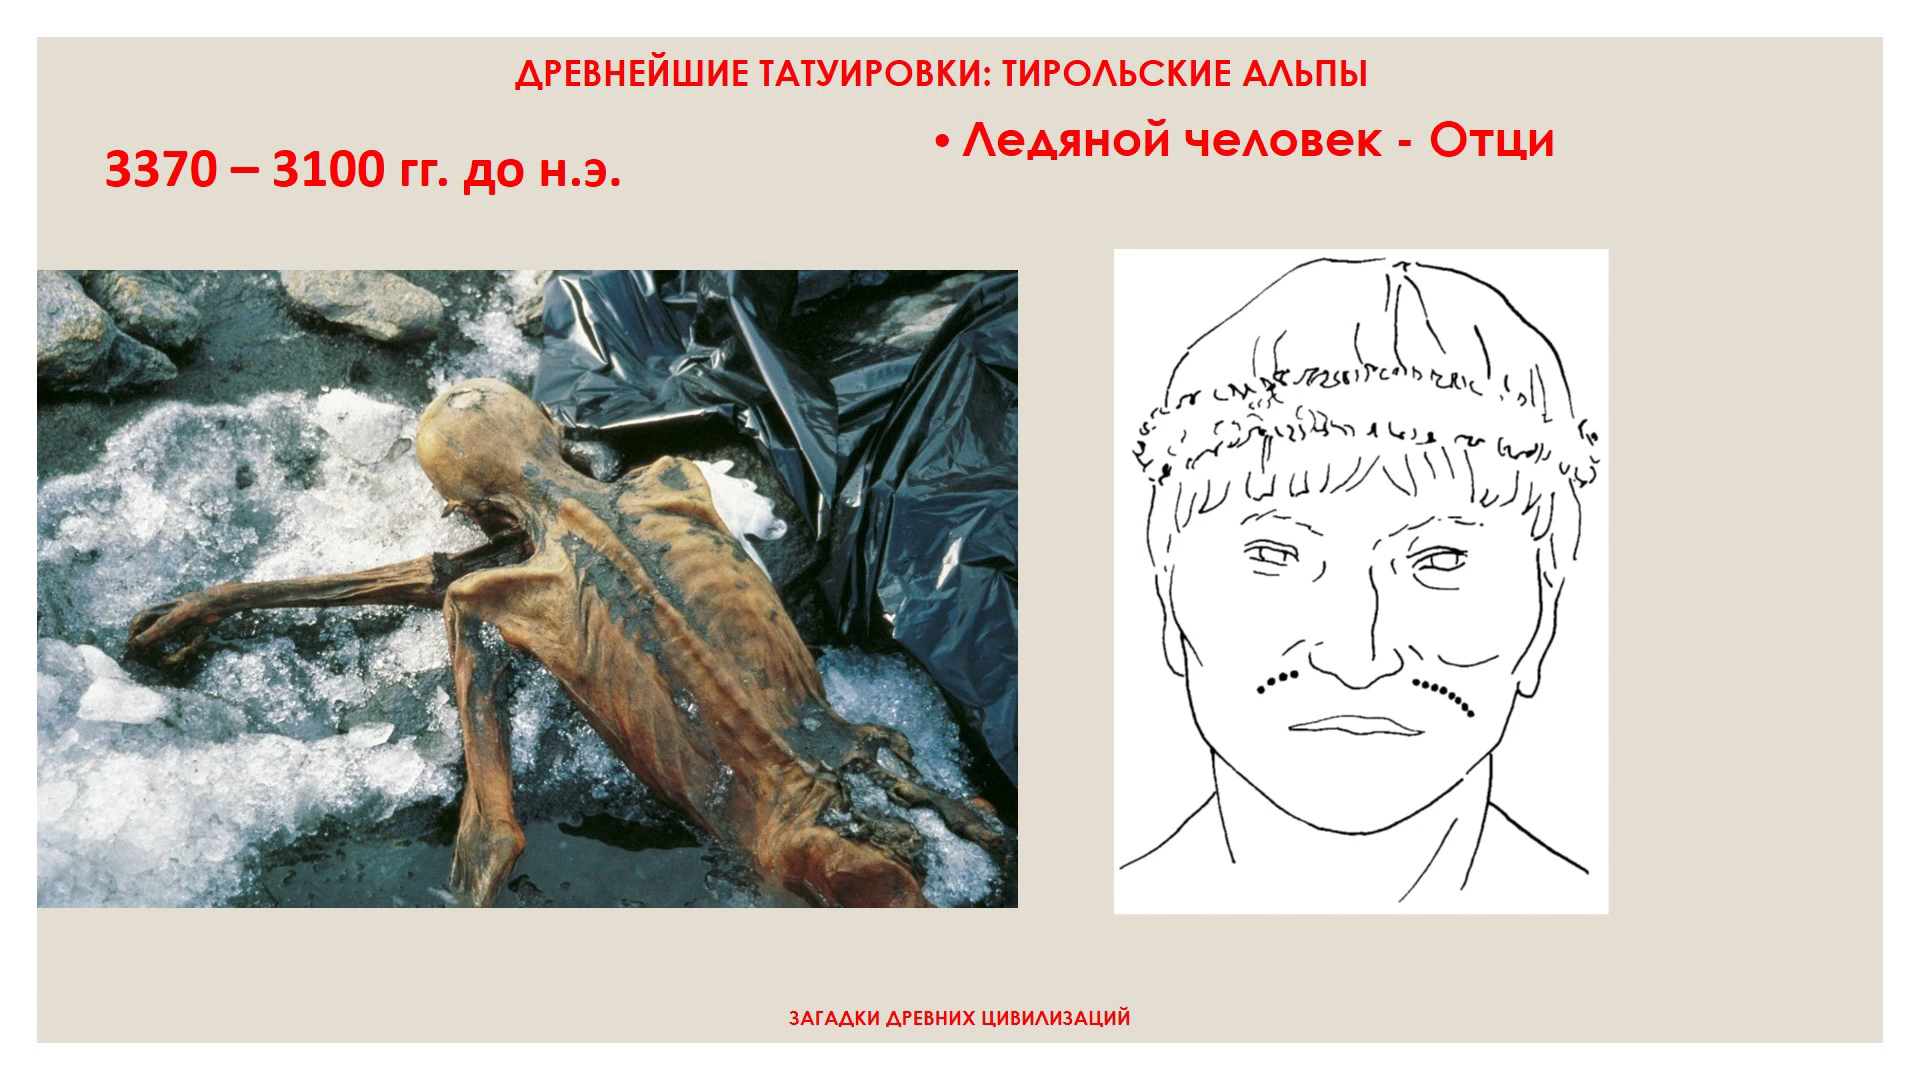 ДРЕВНЕЙШИЕ ТАТУИРОВКИ: ТИРОЛЬСКИЕ АЛЬПЫ
3370 – 3100 гг. до н.э.
• Ледяной человек - Отци
ЗАГАДКИ ДРЕВНИХ ЦИВИЛИЗАЦИЙ